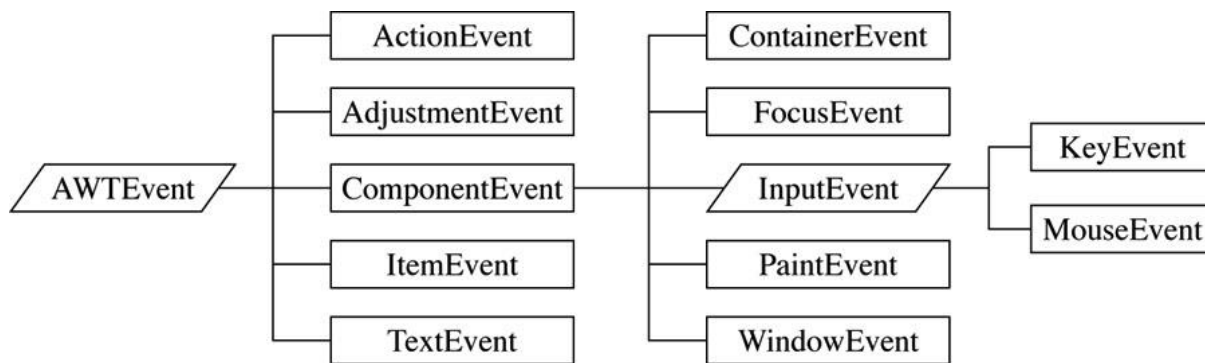 AWTEvent
ActionEvent
AdjustmentEvent
ComponentEvent
ItemEvent
TextEvent
ContainerEvent
FocusEvent
InputEvent
PaintEvent
WindowEvent
KeyEvent
MouseEvent